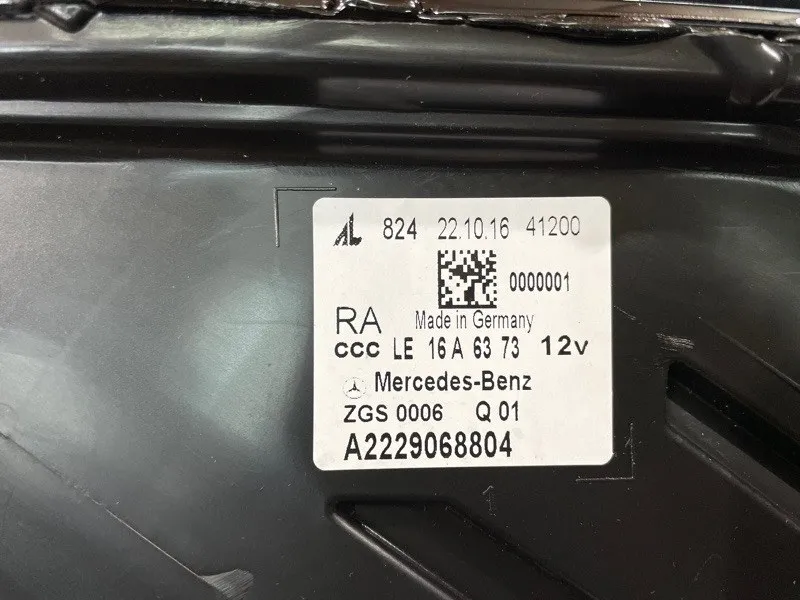 AL 824 22.10.16 41200
0000001
RA Made in Germany
CCC LE 16 A 63 73 12v
Mercedes-Benz
ZGS 0006 Q 01
A2229068804
1